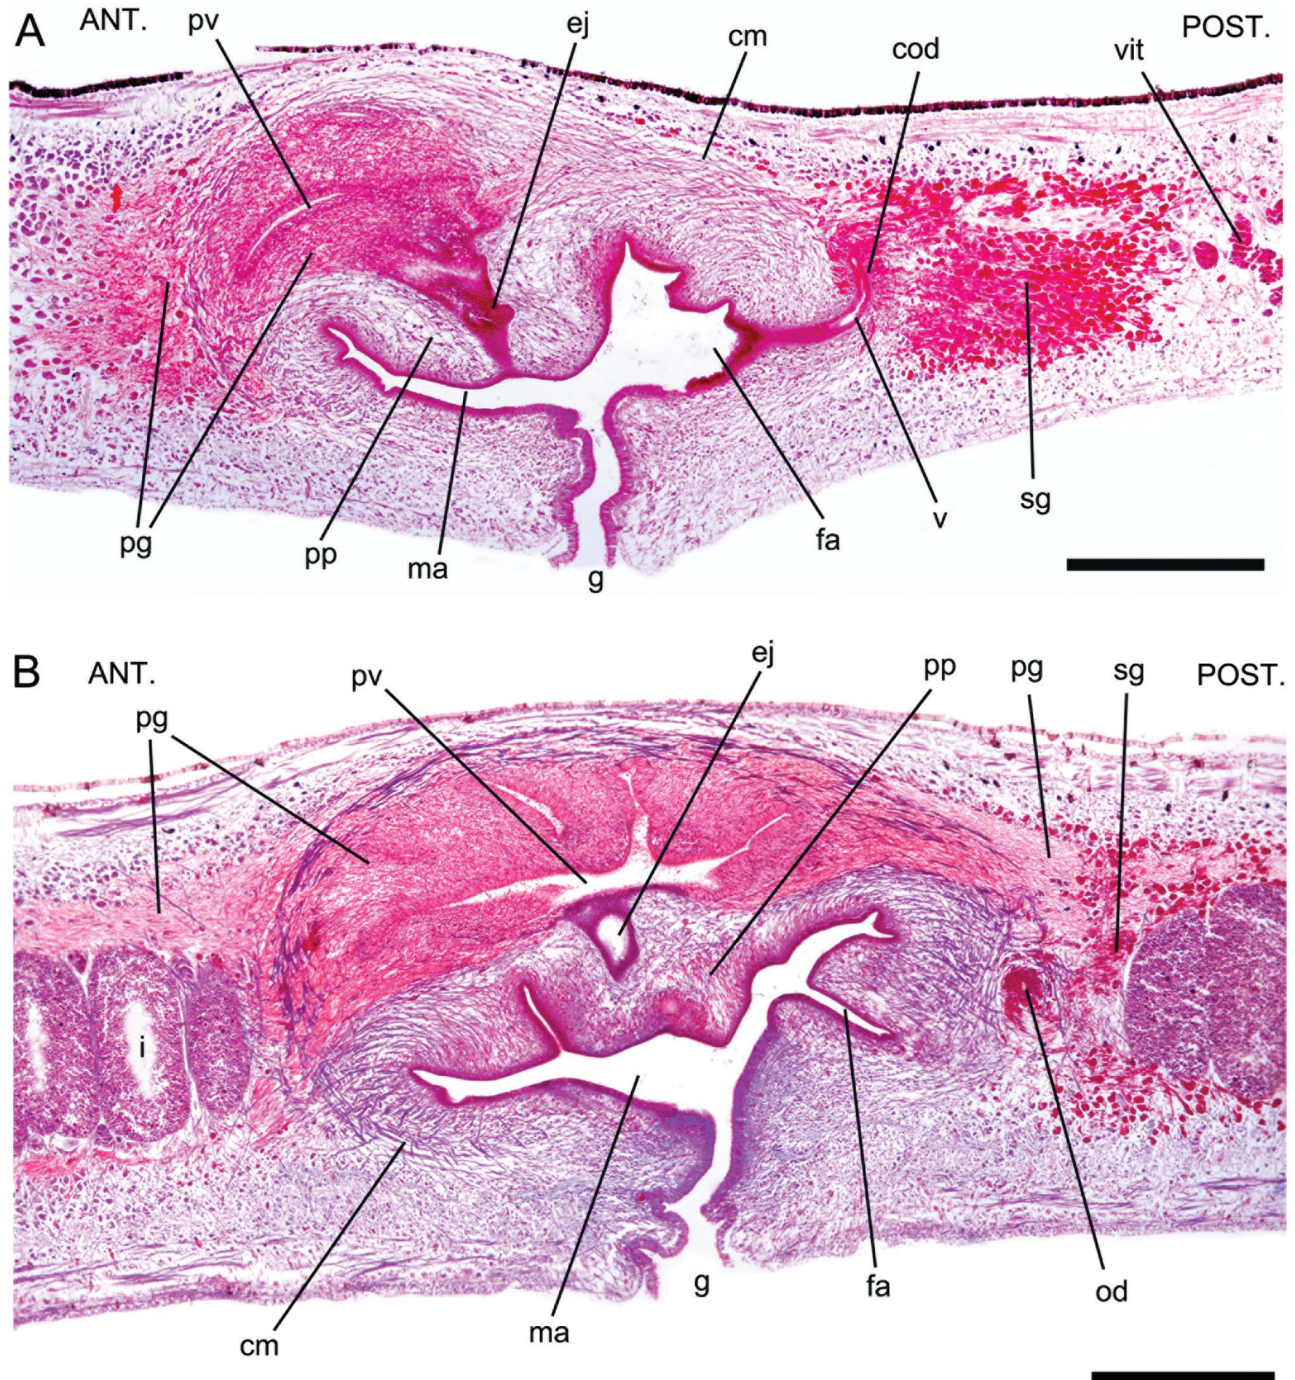 A ANT. pv ej cm cod POST. vit
pg pp ma g fa v sg
B ANT. pg pv ej pp pg sg POST.
i
cm ma g fa od